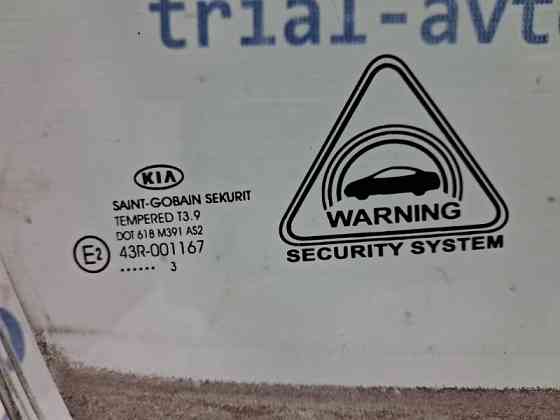 trial-avto
KIA
SAINT-GOBAIN SEKURIT
TEMPERED T3.9
DOT 618 M391 AS2
E2 43R-001167
...... 3
WARNING
SECURITY SYSTEM